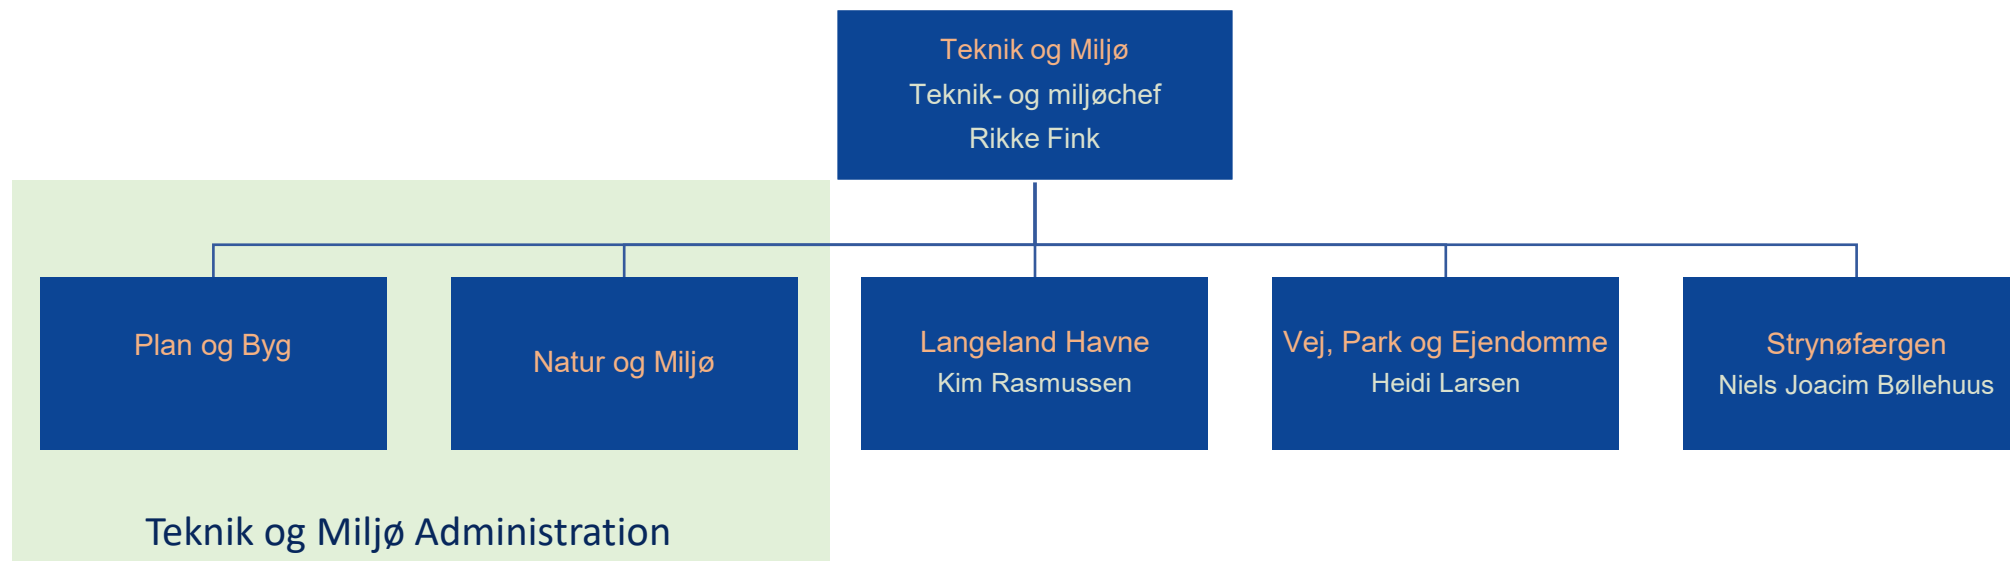 Teknik og Miljø
Teknik- og miljøchef
Rikke Fink
Plan og Byg
Natur og Miljø
Langeland Havne
Kim Rasmussen
Vej, Park og Ejendomme
Heidi Larsen
Strynøfærgen
Niels Joacim Bøllehuus
Teknik og Miljø Administration